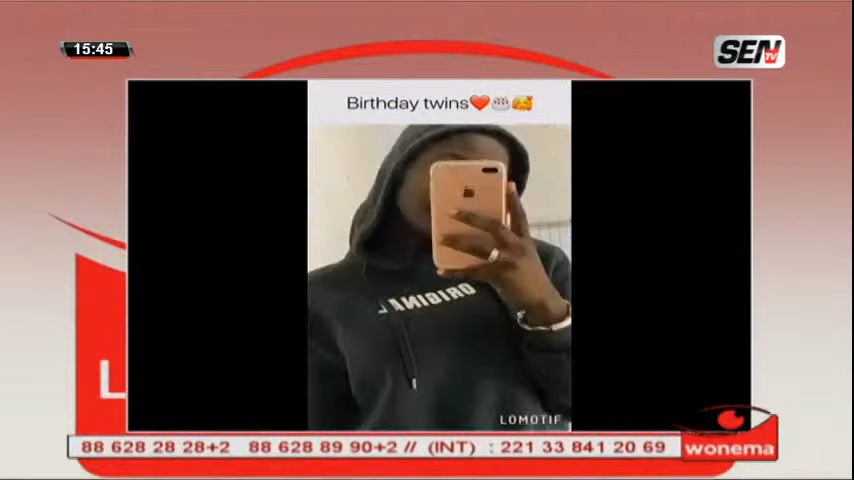 15:45
SEN TV
Birthday twins❤️🎂🥰
ORIGINAL
L
LOMOTIF
88 628 28 28+2 88 628 89 90+2 // (INT) : 221 33 841 20 69
wonema